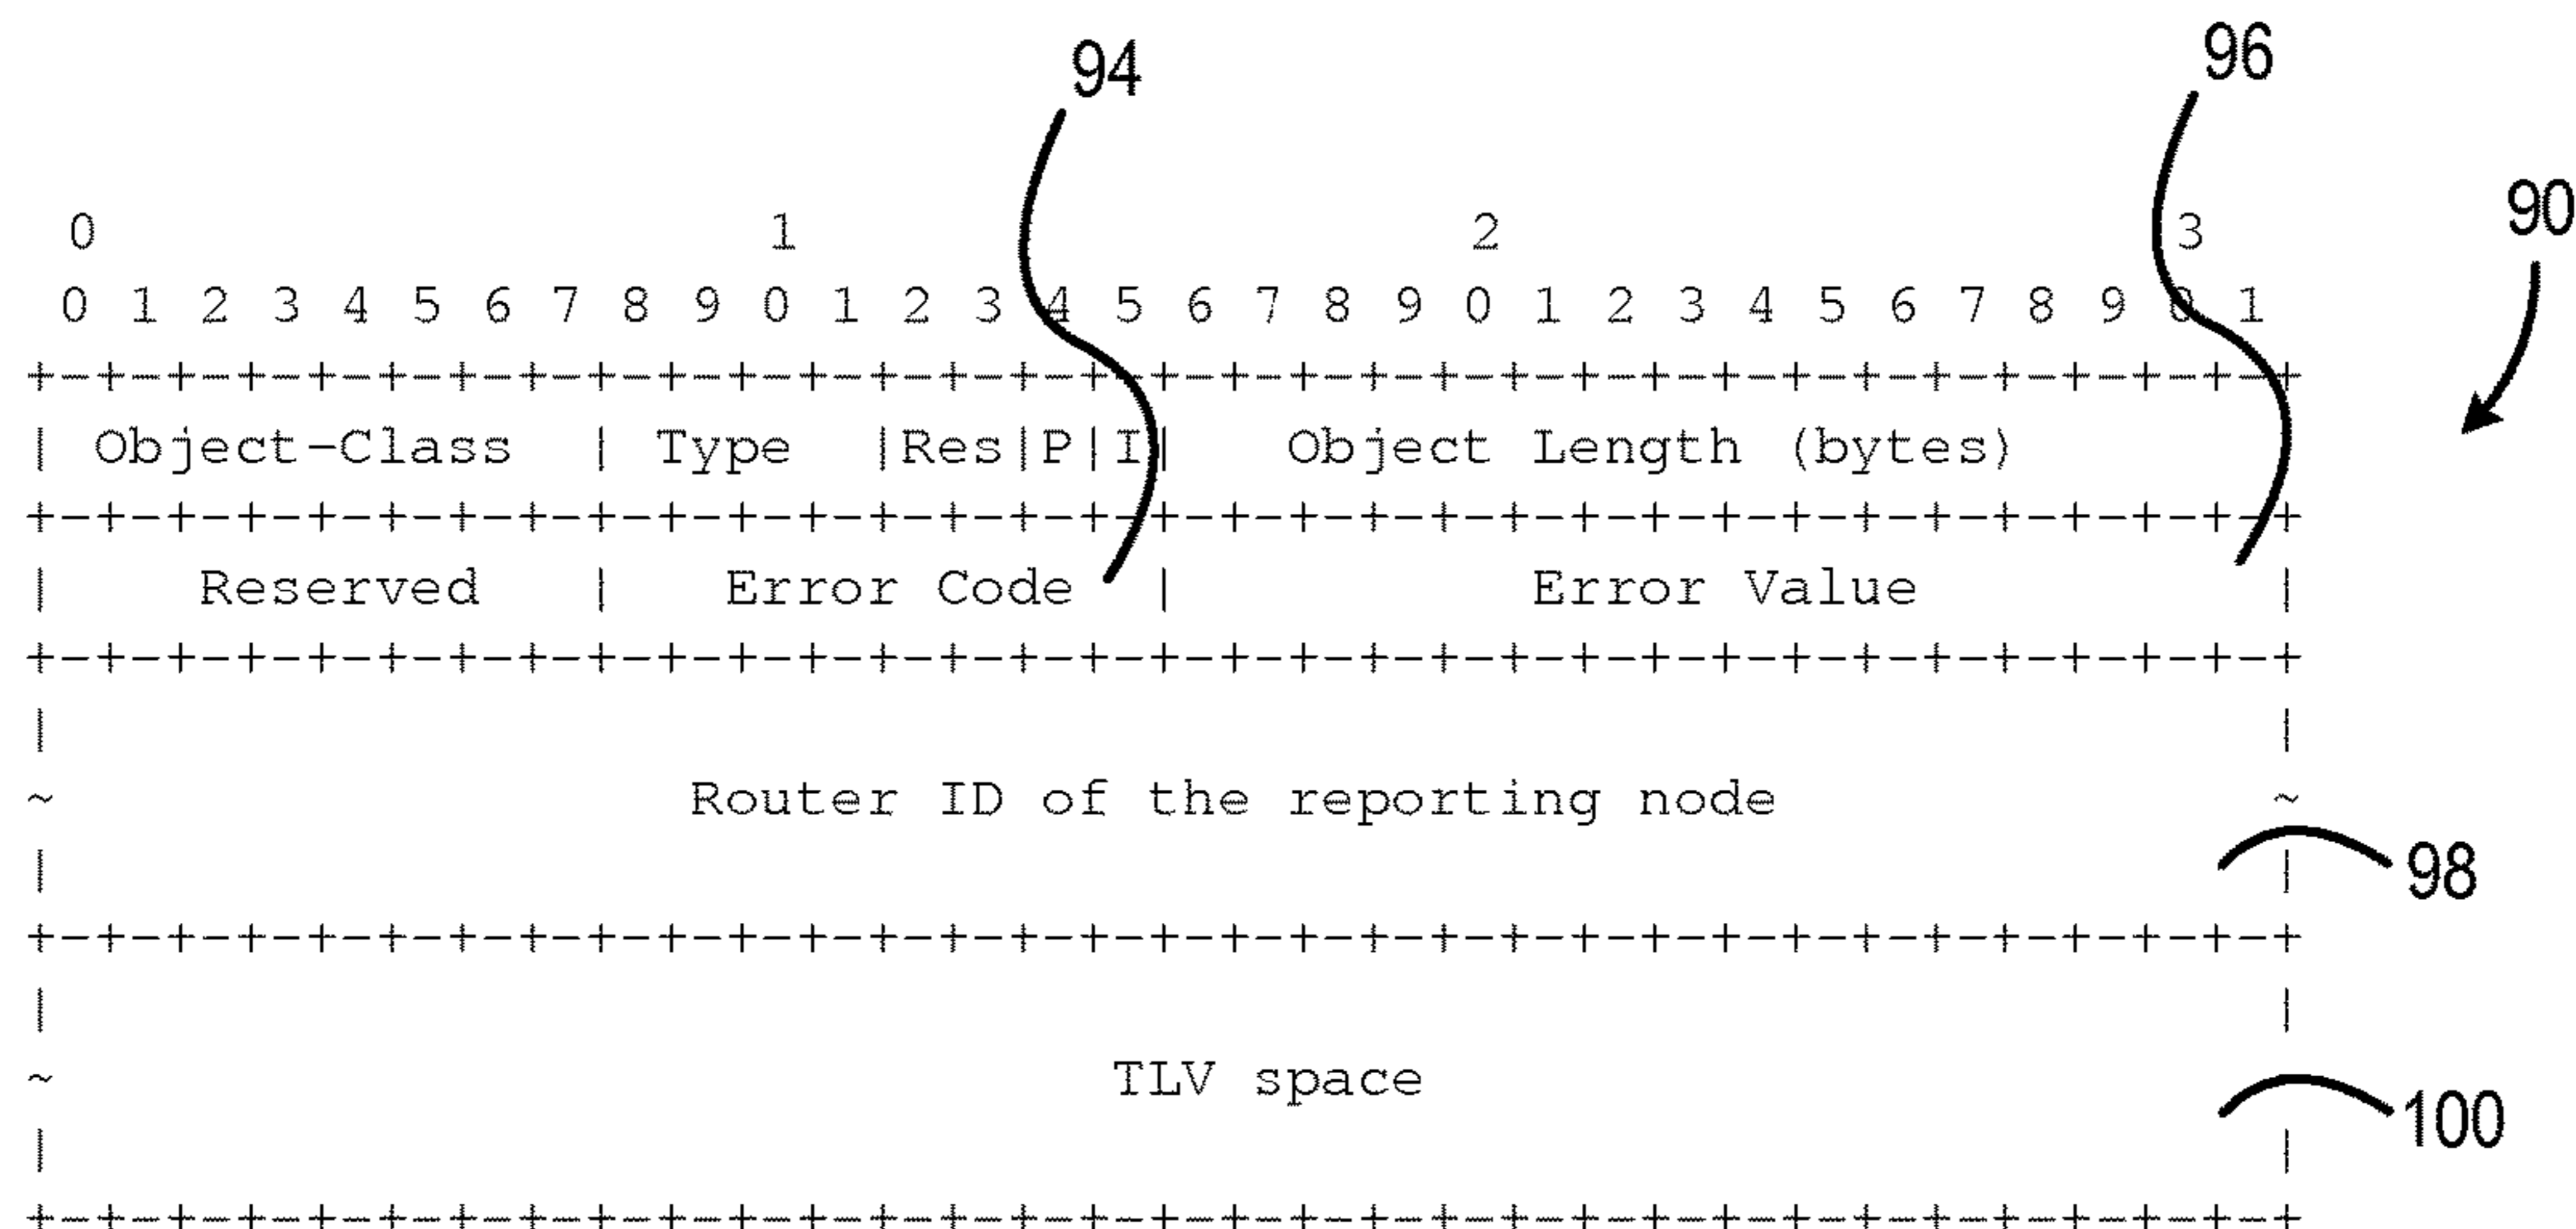 94 96
90
0 1 2 3
0 1 2 3 4 5 6 7 8 9 0 1 2 3 4 5 6 7 8 9 0 1 2 3 4 5 6 7 8 9 0 1
+-+-+-+-+-+-+-+-+-+-+-+-+-+-+-+-+-+-+-+-+-+-+-+-+-+-+-+-+-+-+-+-+
| Object-Class | Type |Res|P|I| Object Length (bytes)
+-+-+-+-+-+-+-+-+-+-+-+-+-+-+-+-+-+-+-+-+-+-+-+-+-+-+-+-+-+-+-+-+
| Reserved | Error Code | Error Value |
+-+-+-+-+-+-+-+-+-+-+-+-+-+-+-+-+-+-+-+-+-+-+-+-+-+-+-+-+-+-+-+-+
| |
~ Router ID of the reporting node ~
| | 98
+-+-+-+-+-+-+-+-+-+-+-+-+-+-+-+-+-+-+-+-+-+-+-+-+-+-+-+-+-+-+-+-+
| |
~ TLV space ~
| | 100
+-+-+-+-+-+-+-+-+-+-+-+-+-+-+-+-+-+-+-+-+-+-+-+-+-+-+-+-+-+-+-+-+